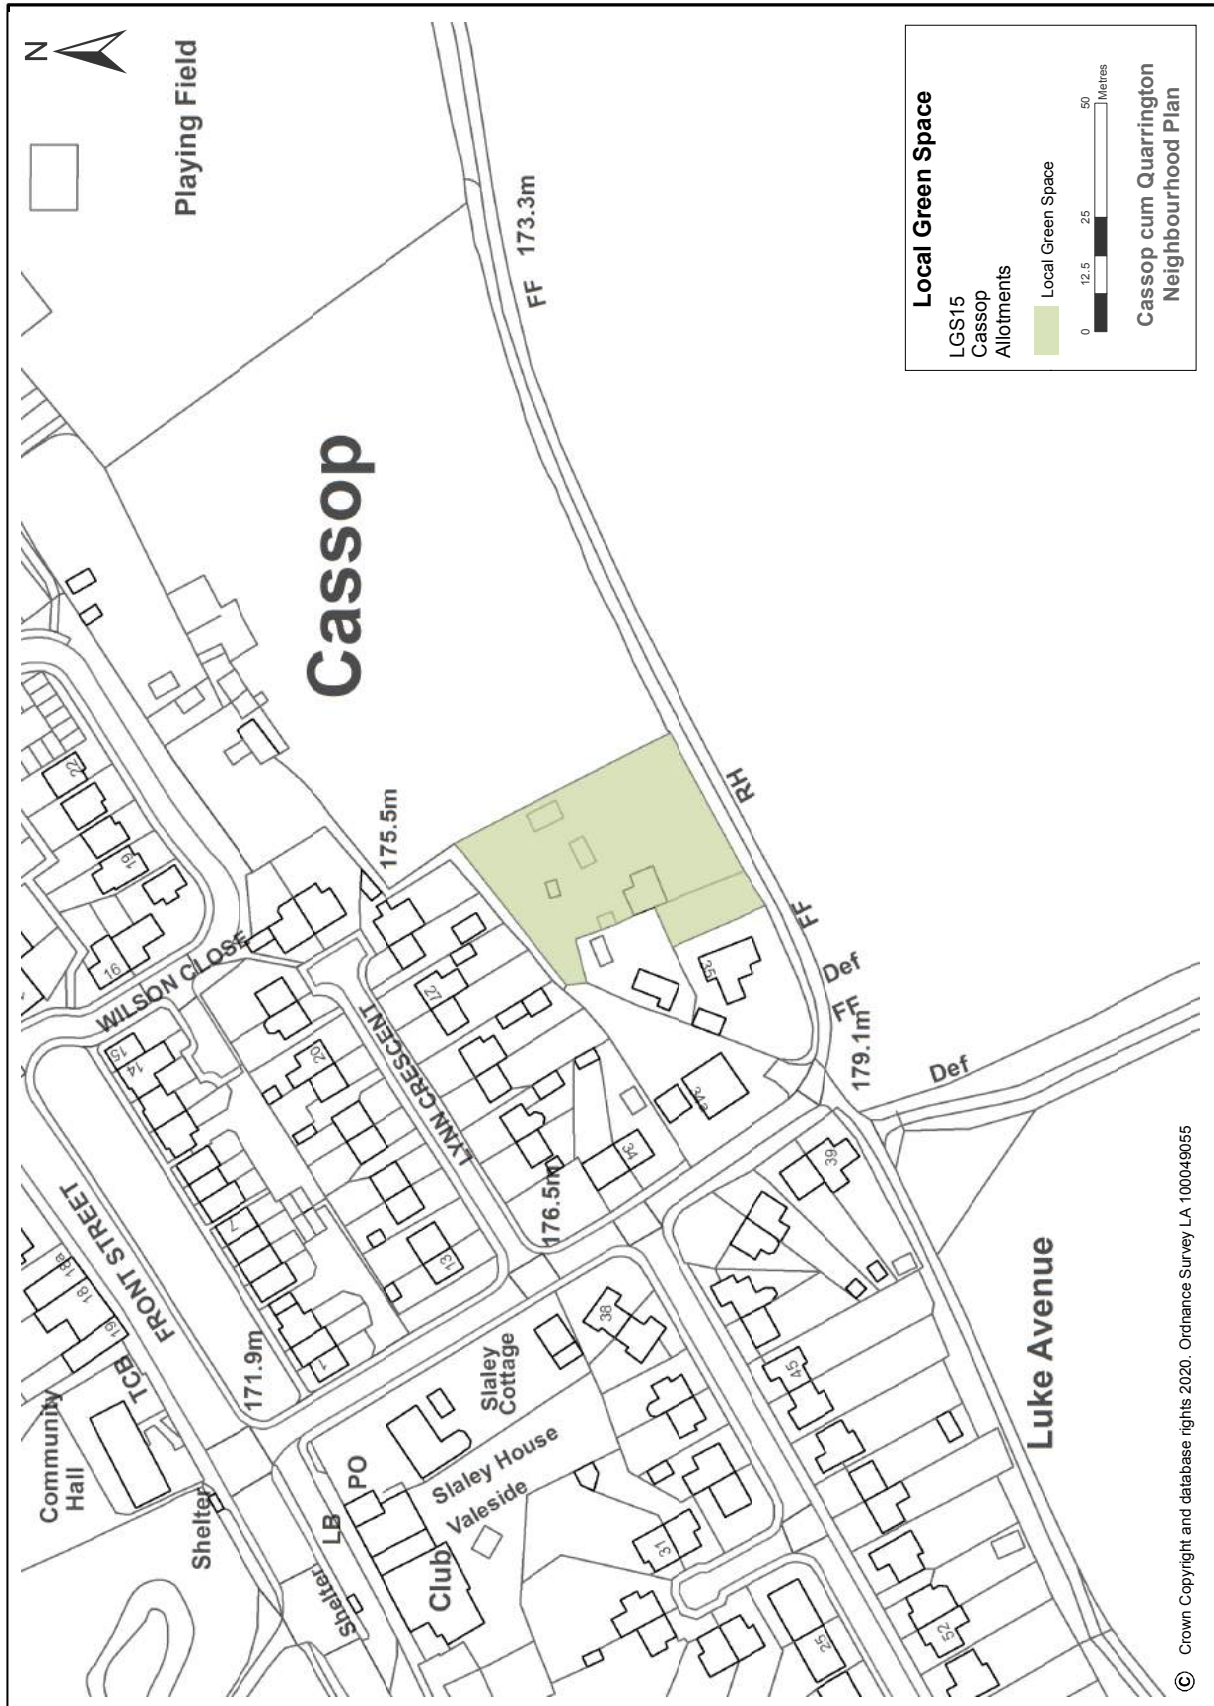 N
Playing Field
Cassop
FF
173.3m
22
19
16
WILSON CLOSE
175.5m
RH
FF
Def
FF
179.1m
Def
35
34a
34
27
20
LYNN CRESCENT
15
14
7
1
13
176.5m
FRONT STREET
18a
18
19
TCB
171.9m
Community
Hall
Shelter
LB
PO
Shelter
Club
Slaley
Cottage
Slaley House
Valeside
38
39
45
31
25
52
Luke Avenue
Local Green Space
LGS15
Cassop
Allotments
Local Green Space
0 12.5 25 50
Metres
Cassop cum Quarrington
Neighbourhood Plan
© Crown Copyright and database rights 2020. Ordnance Survey LA 100049055